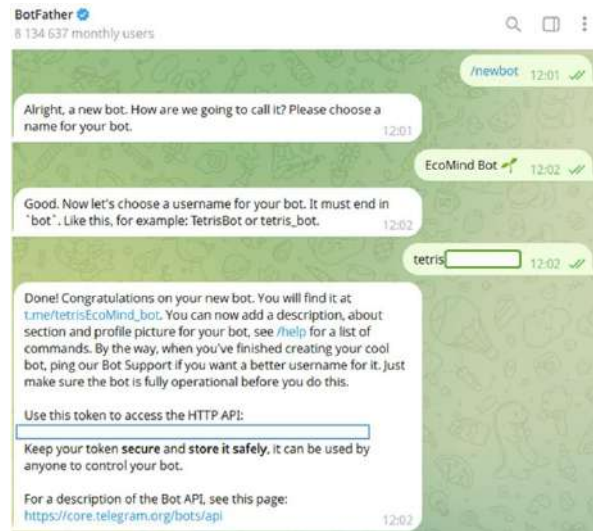 BotFather
8 134 637 monthly users
/newbot 12:01
Alright, a new bot. How are we going to call it? Please choose a
name for your bot.
12:01
EcoMind Bot 🌱 12:02
Good. Now let's choose a username for your bot. It must end in
`bot`. Like this, for example: TetrisBot or tetris_bot.
12:02
tetris 12:02
Done! Congratulations on your new bot. You will find it at
t.me/tetrisEcoMind_bot. You can now add a description, about
section and profile picture for your bot, see /help for a list of
commands. By the way, when you've finished creating your cool
bot, ping our Bot Support if you want a better username for it. Just
make sure the bot is fully operational before you do this.
Use this token to access the HTTP API:
Keep your token secure and store it safely, it can be used by
anyone to control your bot.
For a description of the Bot API, see this page:
https://core.telegram.org/bots/api
12:02